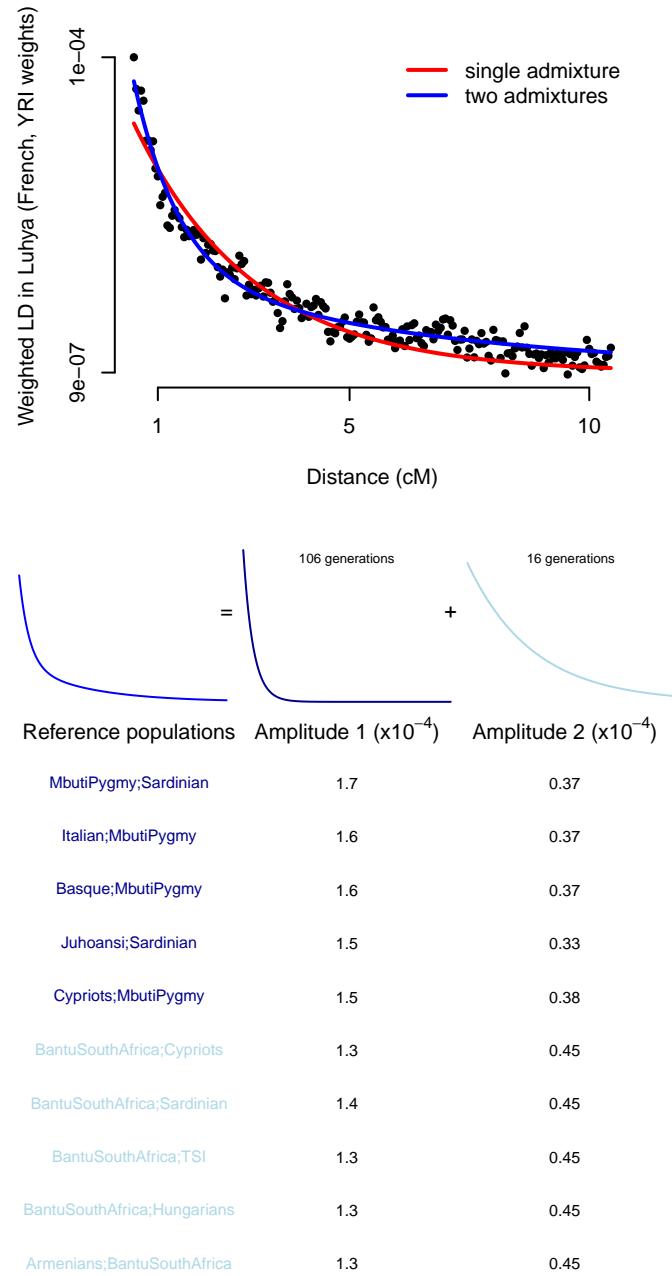 Weighted LD in Luhya (French, YRI weights)
1e−04
9e−07
single admixture
two admixtures
1 5 10
Distance (cM)
106 generations 16 generations
= +
Reference populations Amplitude 1 (x10−4) Amplitude 2 (x10−4)
MbutiPygmy;Sardinian 1.7 0.37
Italian;MbutiPygmy 1.6 0.37
Basque;MbutiPygmy 1.6 0.37
Juhoansi;Sardinian 1.5 0.33
Cypriots;MbutiPygmy 1.5 0.38
BantuSouthAfrica;Cypriots 1.3 0.45
BantuSouthAfrica;Sardinian 1.4 0.45
BantuSouthAfrica;TSI 1.3 0.45
BantuSouthAfrica;Hungarians 1.3 0.45
Armenians;BantuSouthAfrica 1.3 0.45